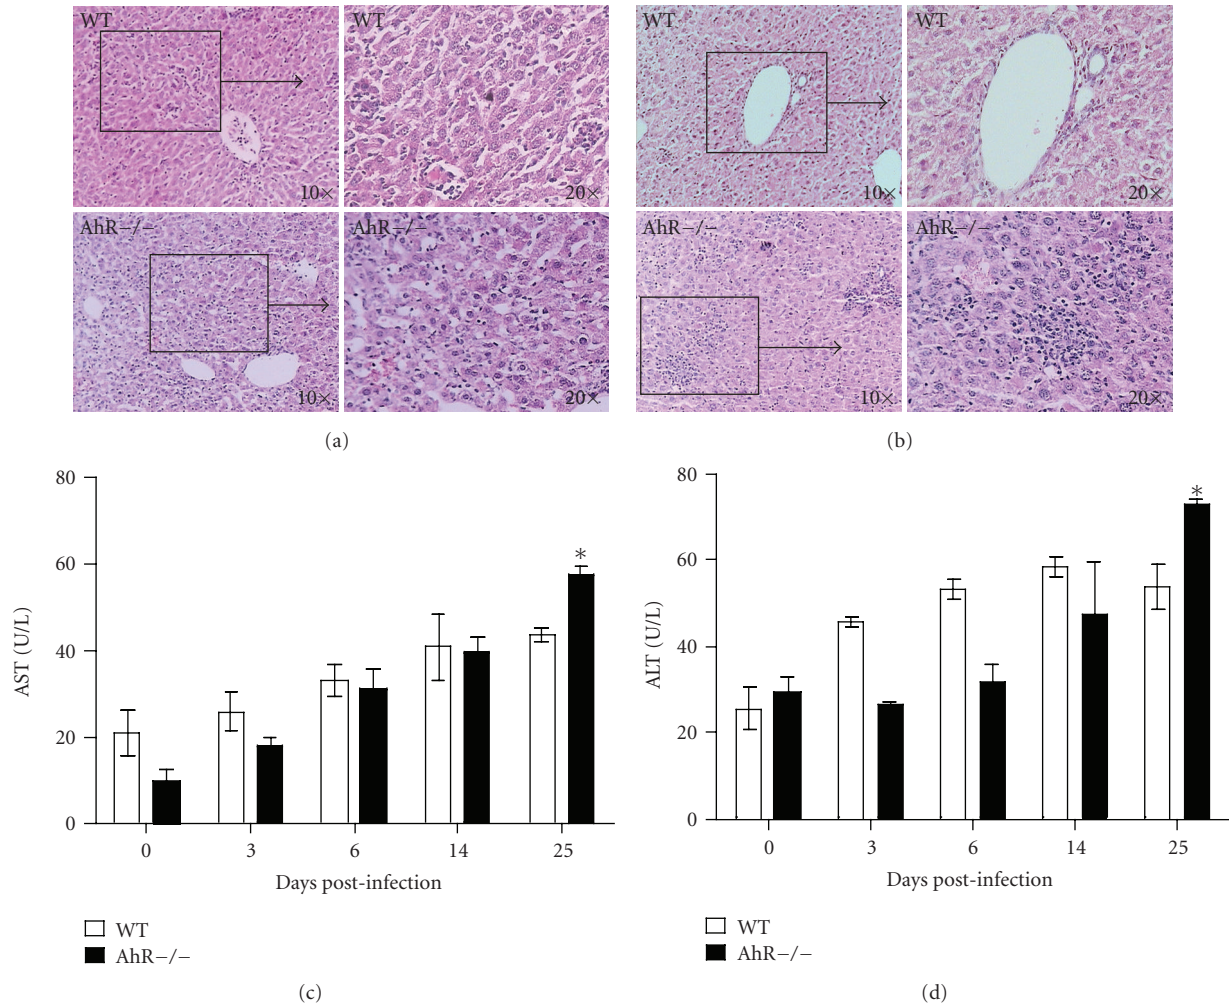 WT
10×
WT
20×
WT
10×
WT
20×
AhR−/−
10×
AhR−/−
20×
AhR−/−
10×
AhR−/−
20×
(a)
(b)
80
60
40
20
0
AST (U/L)
*
0 3 6 14 25
Days post-infection
WT
AhR−/−
(c)
80
60
40
20
0
ALT (U/L)
*
0 3 6 14 25
Days post-infection
WT
AhR−/−
(d)